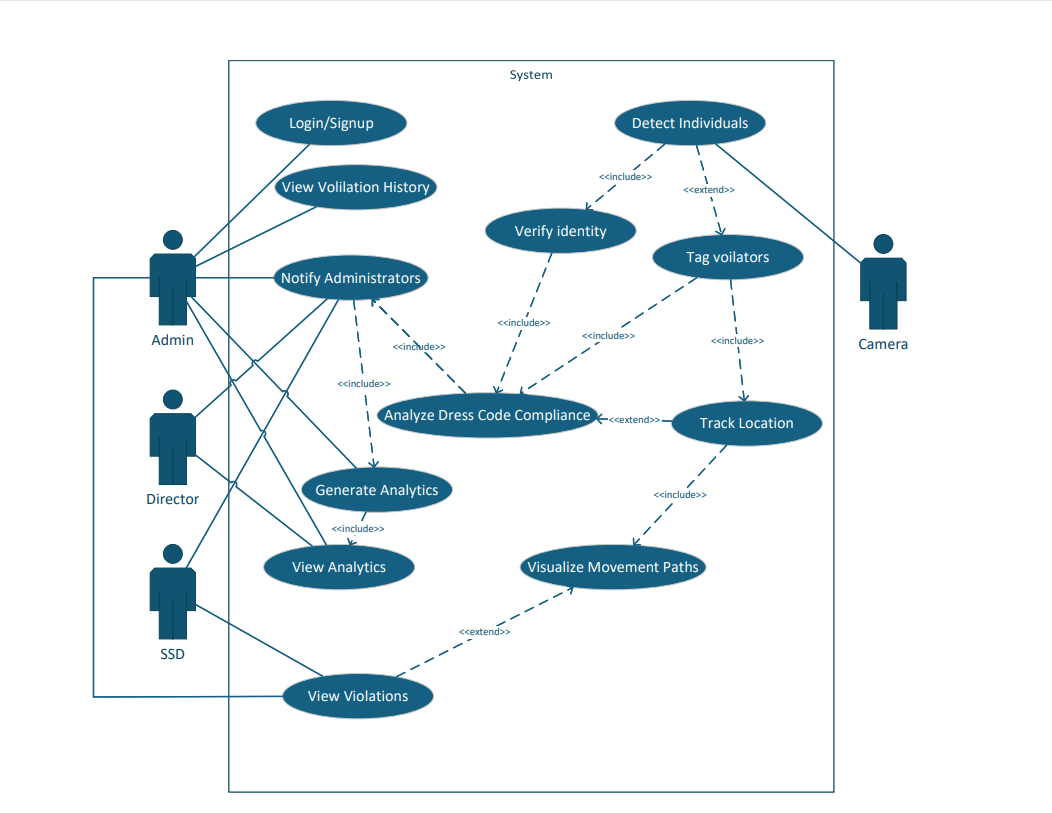 System
Login/Signup
Detect Individuals
<<include>>
View Volilation History
<<extend>>
Verify identity
Tag voilators
Notify Administrators
<<include>>
<<include>>
Admin
<<include>>
Camera
<<include>>
<<include>>
Analyze Dress Code Compliance
<<extend>>
Track Location
Generate Analytics
<<include>>
Director
<<include>>
View Analytics
Visualize Movement Paths
<<extend>>
SSD
View Violations